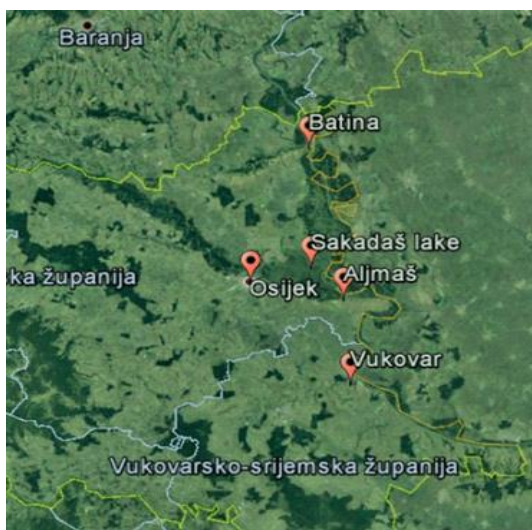 Baranja
Batina
Sakadaš lake
Aljmaš
ka županija
Osijek
Vukovar
Vukovarsko-srijemska županija